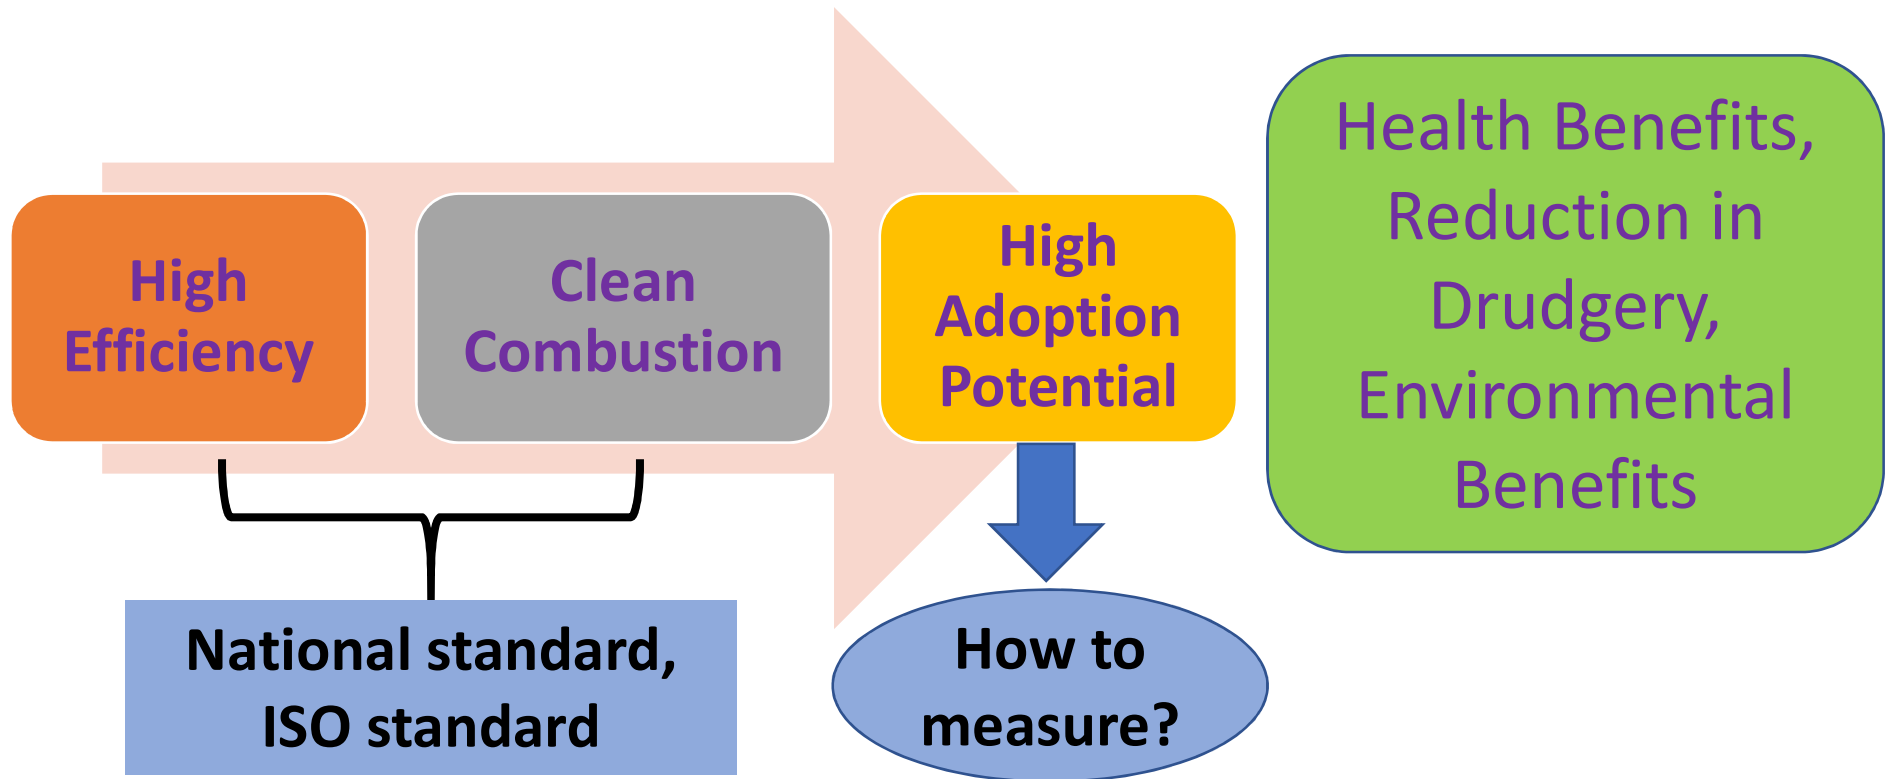 High
Efficiency
Clean
Combustion
High
Adoption
Potential
Health Benefits,
Reduction in
Drudgery,
Environmental
Benefits
National standard,
ISO standard
How to
measure?